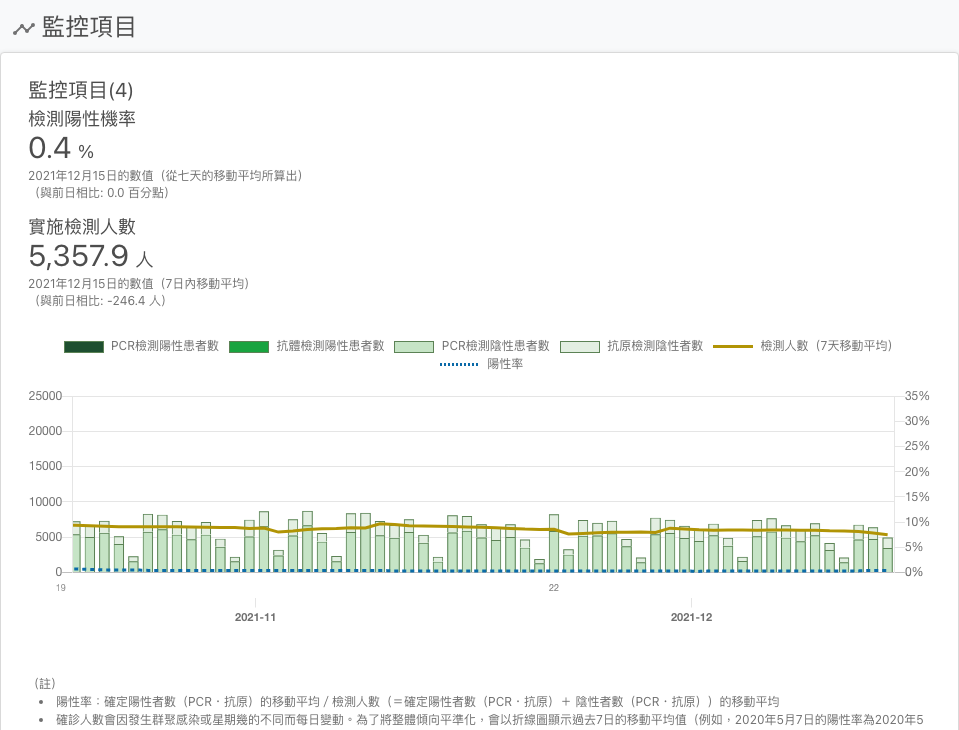 監控項目
監控項目(4)
檢測陽性機率
0.4 %
2021年12月15日的數值（從七天的移動平均所算出）
（與前日相比: 0.0 百分點）
實施檢測人數
5,357.9 人
2021年12月15日的數值（7日內移動平均）
（與前日相比: -246.4 人）
PCR檢測陽性患者數 抗體檢測陽性患者數 PCR檢測陰性患者數 抗原檢測陰性者數 檢測人數（7天移動平均）
陽性率
25000 35%
30%
20000
25%
15000 20%
15%
10000
10%
5000
5%
0 0%
19 22
2021-11 2021-12
（註）
• 陽性率：確定陽性者數（PCR・抗原）的移動平均 / 檢測人數（＝確定陽性者數（PCR・抗原）＋ 陰性者數（PCR・抗原））的移動平均
• 確診人數會因發生群聚感染或星期幾的不同而每日變動。為了將整體傾向平準化，會以折線圖顯示過去7日的移動平均值（例如，2020年5月7日的陽性率為2020年5